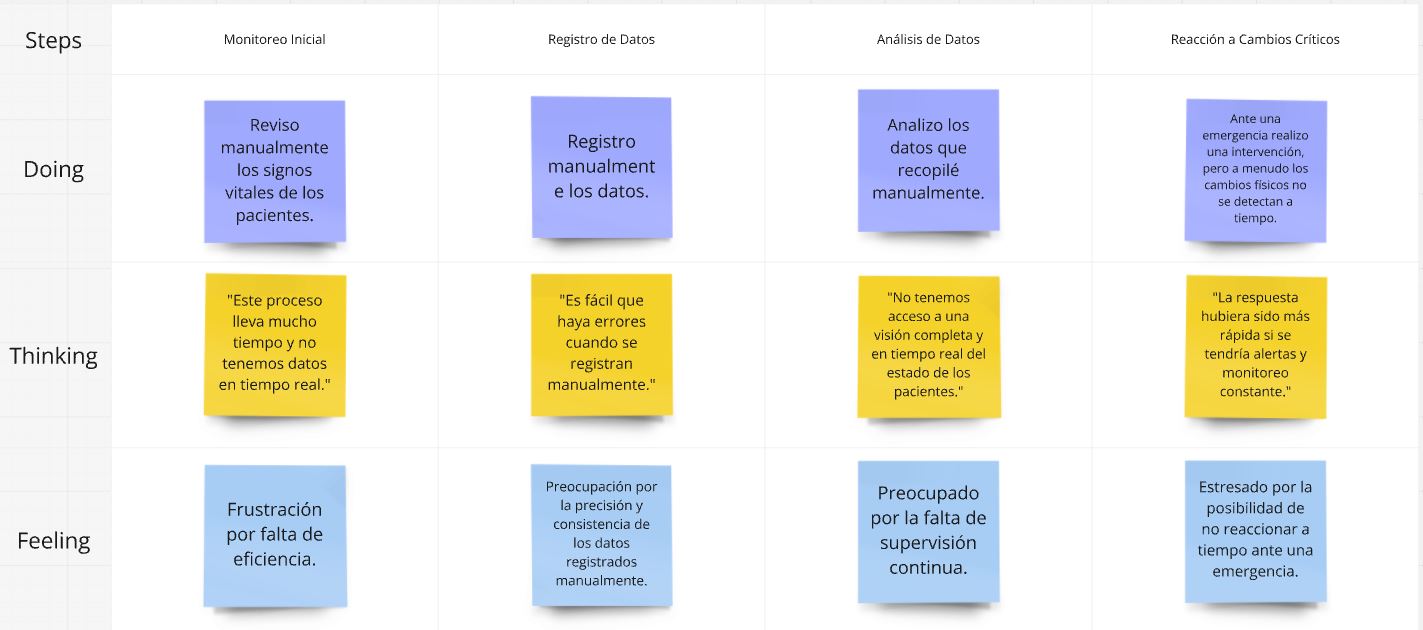 Steps
Monitoreo Inicial
Registro de Datos
Análisis de Datos
Reacción a Cambios Críticos
Doing
Reviso
manualmente
los signos
vitales de los
pacientes.
Registro
manualment
e los datos.
Analizo los
datos que
recopilé
manualmente.
Ante una
emergencia realizo
una intervención,
pero a menudo los
cambios físicos no
se detectan a
tiempo.
Thinking
"Este proceso
lleva mucho
tiempo y no
tenemos datos
en tiempo real."
"Es fácil que
haya errores
cuando se
registran
manualmente."
"No tenemos
acceso a una
visión completa y
en tiempo real del
estado de los
pacientes."
"La respuesta
hubiera sido más
rápida si se
tendría alertas y
monitoreo
constante."
Feeling
Frustración
por falta de
eficiencia.
Preocupación por
la precisión y
consistencia de
los datos
registrados
manualmente.
Preocupado
por la falta de
supervisión
continua.
Estresado por la
posibilidad de
no reaccionar a
tiempo ante una
emergencia.